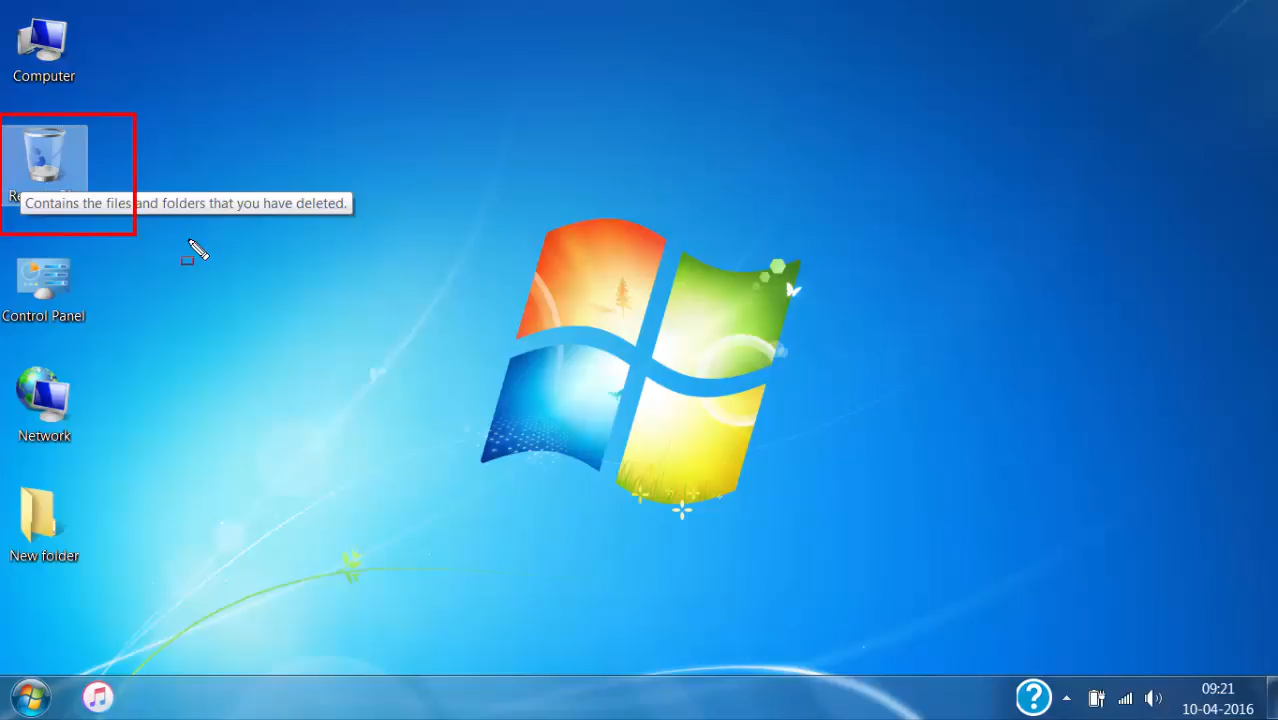 Computer
Contains the files and folders that you have deleted.
Control Panel
Network
New folder
?
09:21
10-04-2016